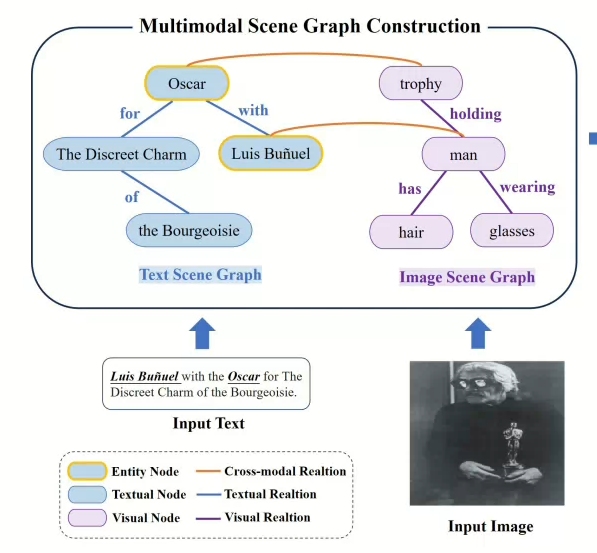 Multimodal Scene Graph Construction
Oscar
trophy
for
with
holding
The Discreet Charm
Luis Buñuel
man
of
has
wearing
the Bourgeoisie
hair
glasses
Text Scene Graph
Image Scene Graph
Luis Buñuel with the Oscar for The
Discreet Charm of the Bourgeoisie.
Input Text
Entity Node
Cross-modal Realtion
Textual Node
Textual Realtion
Visual Node
Visual Realtion
Input Image